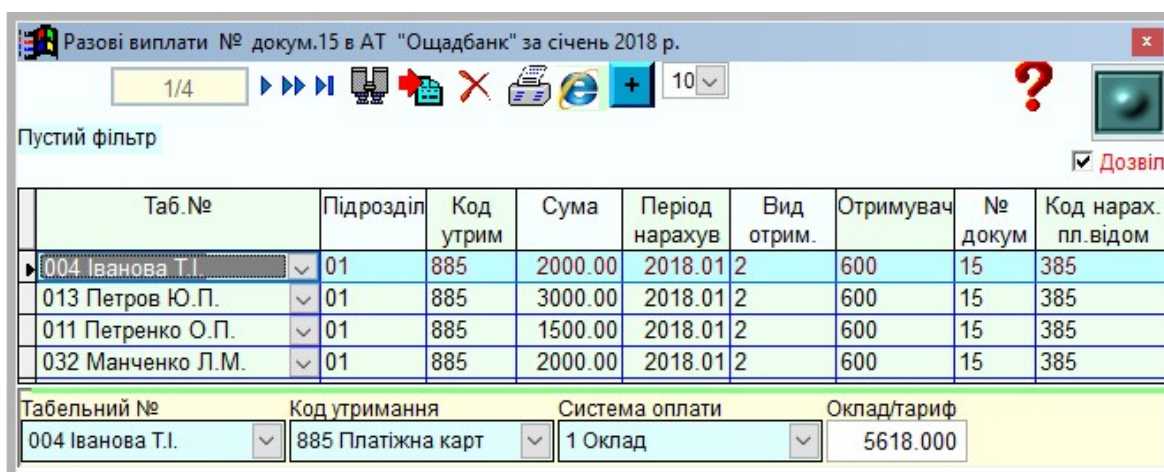 Разові виплати № докум.15 в АТ "Ощадбанк" за січень 2018 р.
1/4 10
Пустий фільтр
Дозвіл
Таб.№ Підрозділ Код утрим Сума Період нарахув Вид отрим. Отримувач № докум Код нарах. пл.відом
004 Іванова Т.І. 01 885 2000.00 2018.01 2 600 15 385
013 Петров Ю.П. 01 885 3000.00 2018.01 2 600 15 385
011 Петренко О.П. 01 885 1500.00 2018.01 2 600 15 385
032 Манченко Л.М. 01 885 2000.00 2018.01 2 600 15 385
Табельний № Код утримання Система оплати Оклад/тариф
004 Іванова Т.І. 885 Платіжна карт 1 Оклад 5618.000